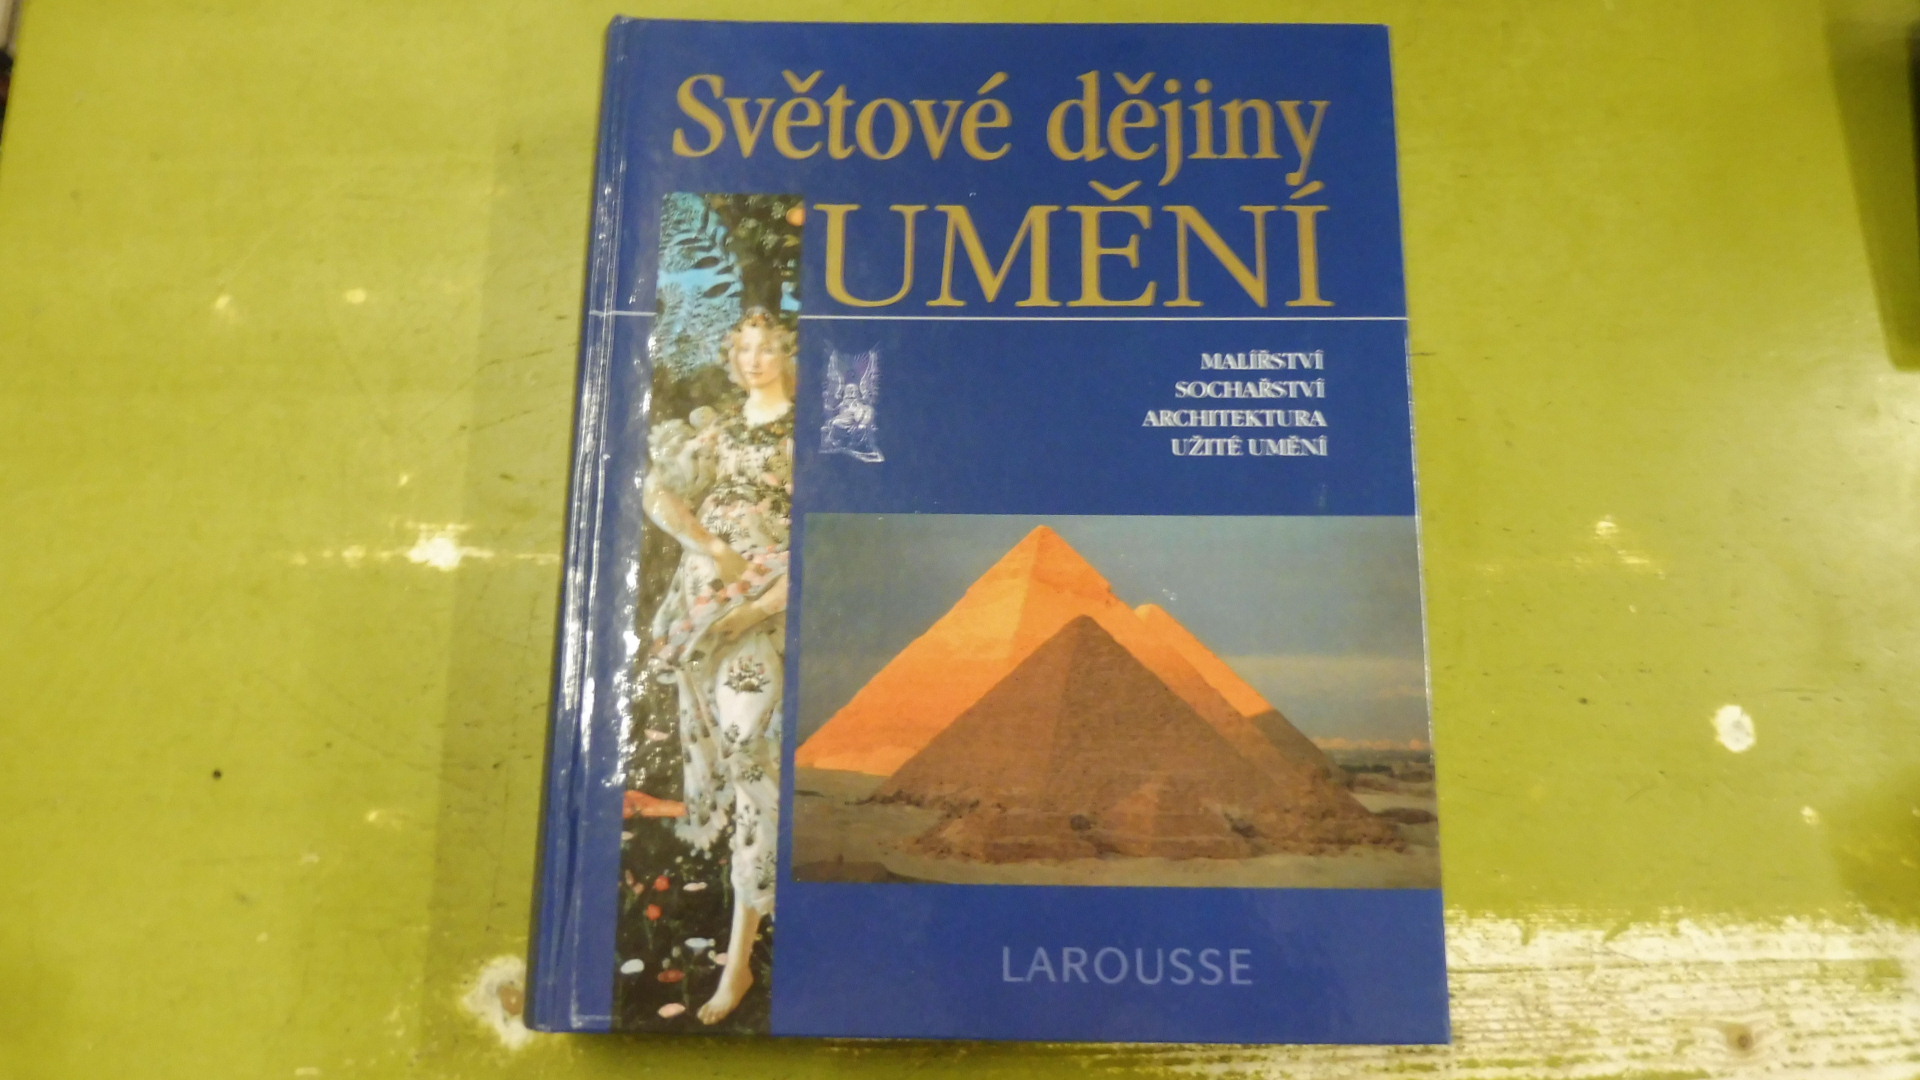 Světové dějiny
UMĚNÍ
MALÍŘSTVÍ
SOCHAŘSTVÍ
ARCHITEKTURA
UŽITÉ UMĚNÍ
LAROUSSE